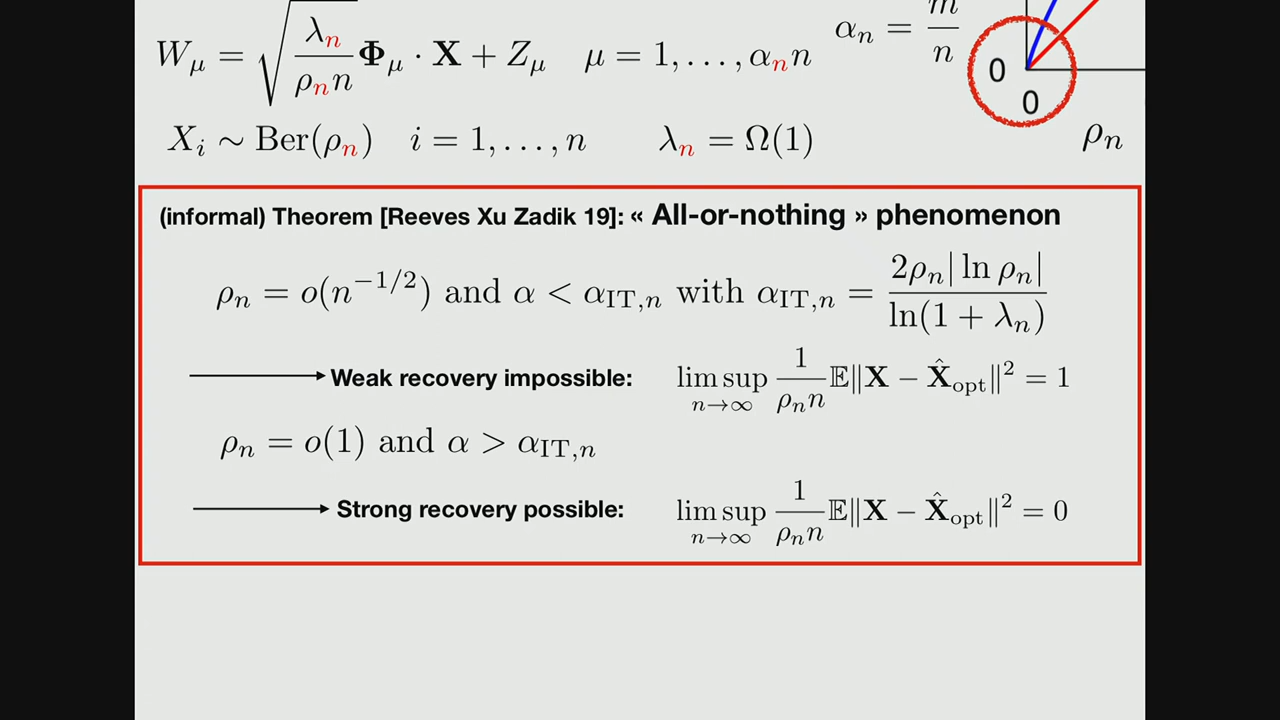 W_μ = √(λ_n / (ρ_n n)) Φ_μ · X + Z_μ   μ = 1, . . . , α_n n   α_n = m / n
0
0
ρ_n
X_i ∼ Ber(ρ_n)   i = 1, . . . , n   λ_n = Ω(1)
(informal) Theorem [Reeves Xu Zadik 19]: « All-or-nothing » phenomenon
ρ_n = o(n^{−1/2}) and α < α_{IT,n} with α_{IT,n} = 2ρ_n| ln ρ_n| / ln(1 + λ_n)
Weak recovery impossible:   lim sup_{n→∞} 1/(ρ_n n) 𝔼‖X − X̂_opt‖² = 1
ρ_n = o(1) and α > α_{IT,n}
Strong recovery possible:   lim sup_{n→∞} 1/(ρ_n n) 𝔼‖X − X̂_opt‖² = 0